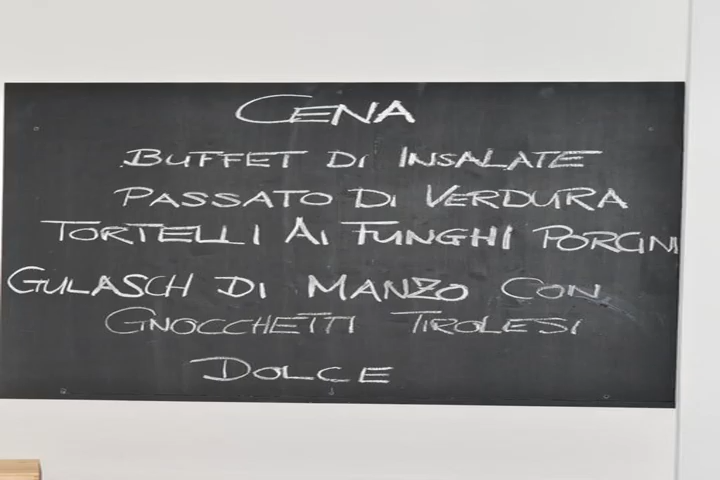 CENA
BUFFET DI INSALATE
PASSATO DI VERDURA
TORTELLI AI FUNGHI PORCINI
GULASCH DI MANZO CON
GNOCCHETTI TIROLESI
DOLCE